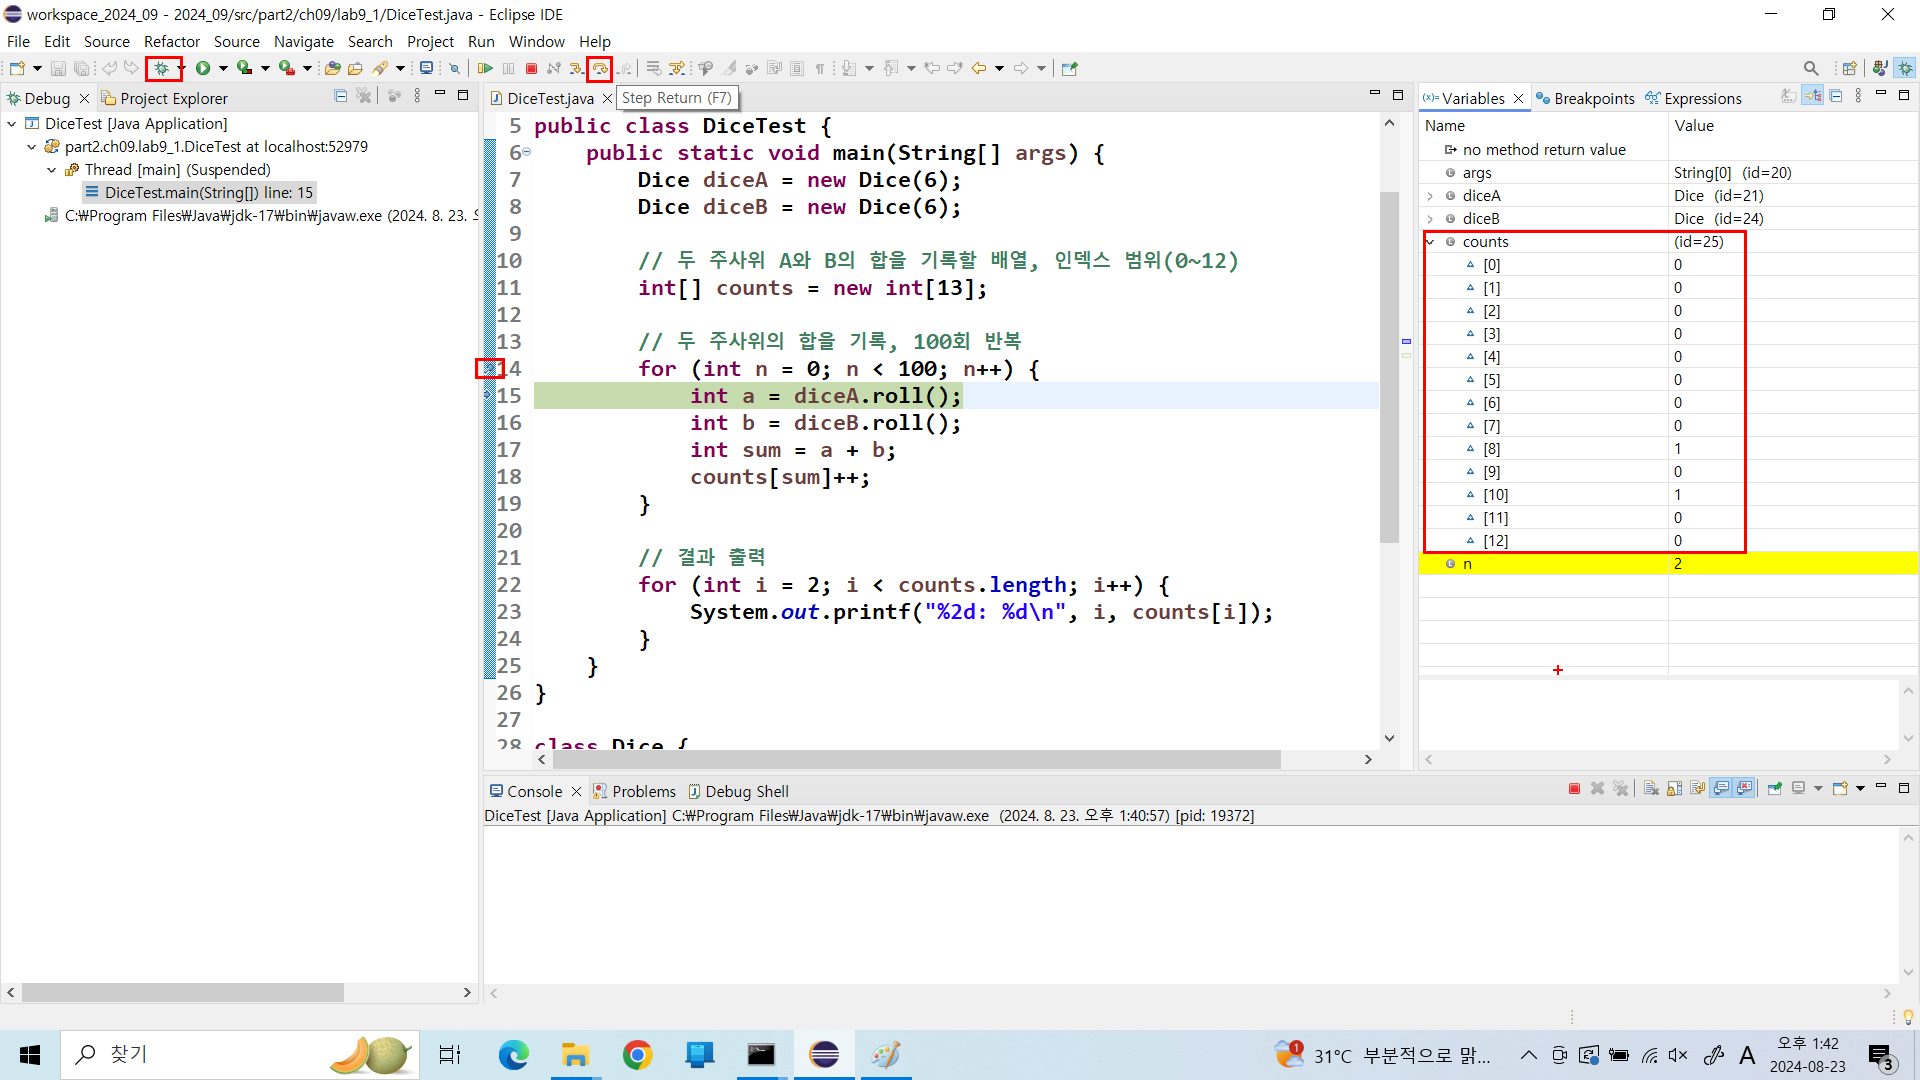 workspace_2024_09 - 2024_09/src/part2/ch09/lab9_1/DiceTest.java - Eclipse IDE
File Edit Source Refactor Source Navigate Search Project Run Window Help
Debug
Project Explorer
DiceTest [Java Application]
part2.ch09.lab9_1.DiceTest at localhost:52979
Thread [main] (Suspended)
DiceTest.main(String[]) line: 15
C:₩Program Files₩Java₩jdk-17₩bin₩javaw.exe (2024. 8. 23.
DiceTest.java
Step Return (F7)
5 public class DiceTest {
6 public static void main(String[] args) {
7 Dice diceA = new Dice(6);
8 Dice diceB = new Dice(6);
9
10 // 두 주사위 A와 B의 합을 기록할 배열, 인덱스 범위(0~12)
11 int[] counts = new int[13];
12
13 // 두 주사위의 합을 기록, 100회 반복
14 for (int n = 0; n < 100; n++) {
15 int a = diceA.roll();
16 int b = diceB.roll();
17 int sum = a + b;
18 counts[sum]++;
19 }
20
21 // 결과 출력
22 for (int i = 2; i < counts.length; i++) {
23 System.out.printf("%2d: %d\n", i, counts[i]);
24 }
25 }
26 }
27
28 class Dice {
(x)= Variables
Breakpoints
Expressions
Name Value
no method return value
args String[0] (id=20)
diceA Dice (id=21)
diceB Dice (id=24)
counts (id=25)
[0] 0
[1] 0
[2] 0
[3] 0
[4] 0
[5] 0
[6] 0
[7] 0
[8] 1
[9] 0
[10] 1
[11] 0
[12] 0
n 2
Console
Problems
Debug Shell
DiceTest [Java Application] C:₩Program Files₩Java₩jdk-17₩bin₩javaw.exe (2024. 8. 23. 오후 1:40:57) [pid: 19372]
찾기
1
31°C 부분적으로 맑...
A
오후 1:42
2024-08-23
3